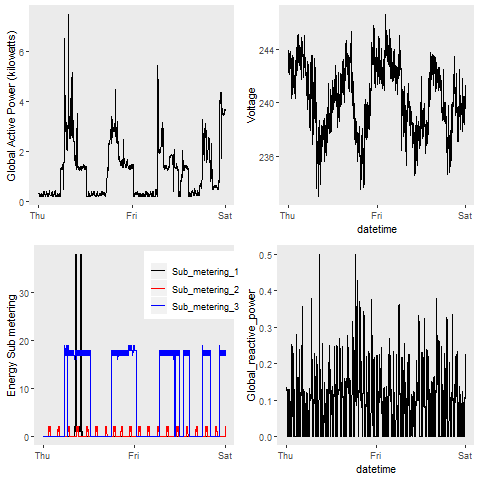 Global Active Power (kilowatts)
6
4
2
0
Thu
Fri
Sat
Voltage
244
240
236
Thu
Fri
Sat
datetime
Energy Sub metering
30
20
10
0
Thu
Fri
Sat
Sub_metering_1
Sub_metering_2
Sub_metering_3
Global_reactive_power
0.5
0.4
0.3
0.2
0.1
0.0
Thu
Fri
Sat
datetime